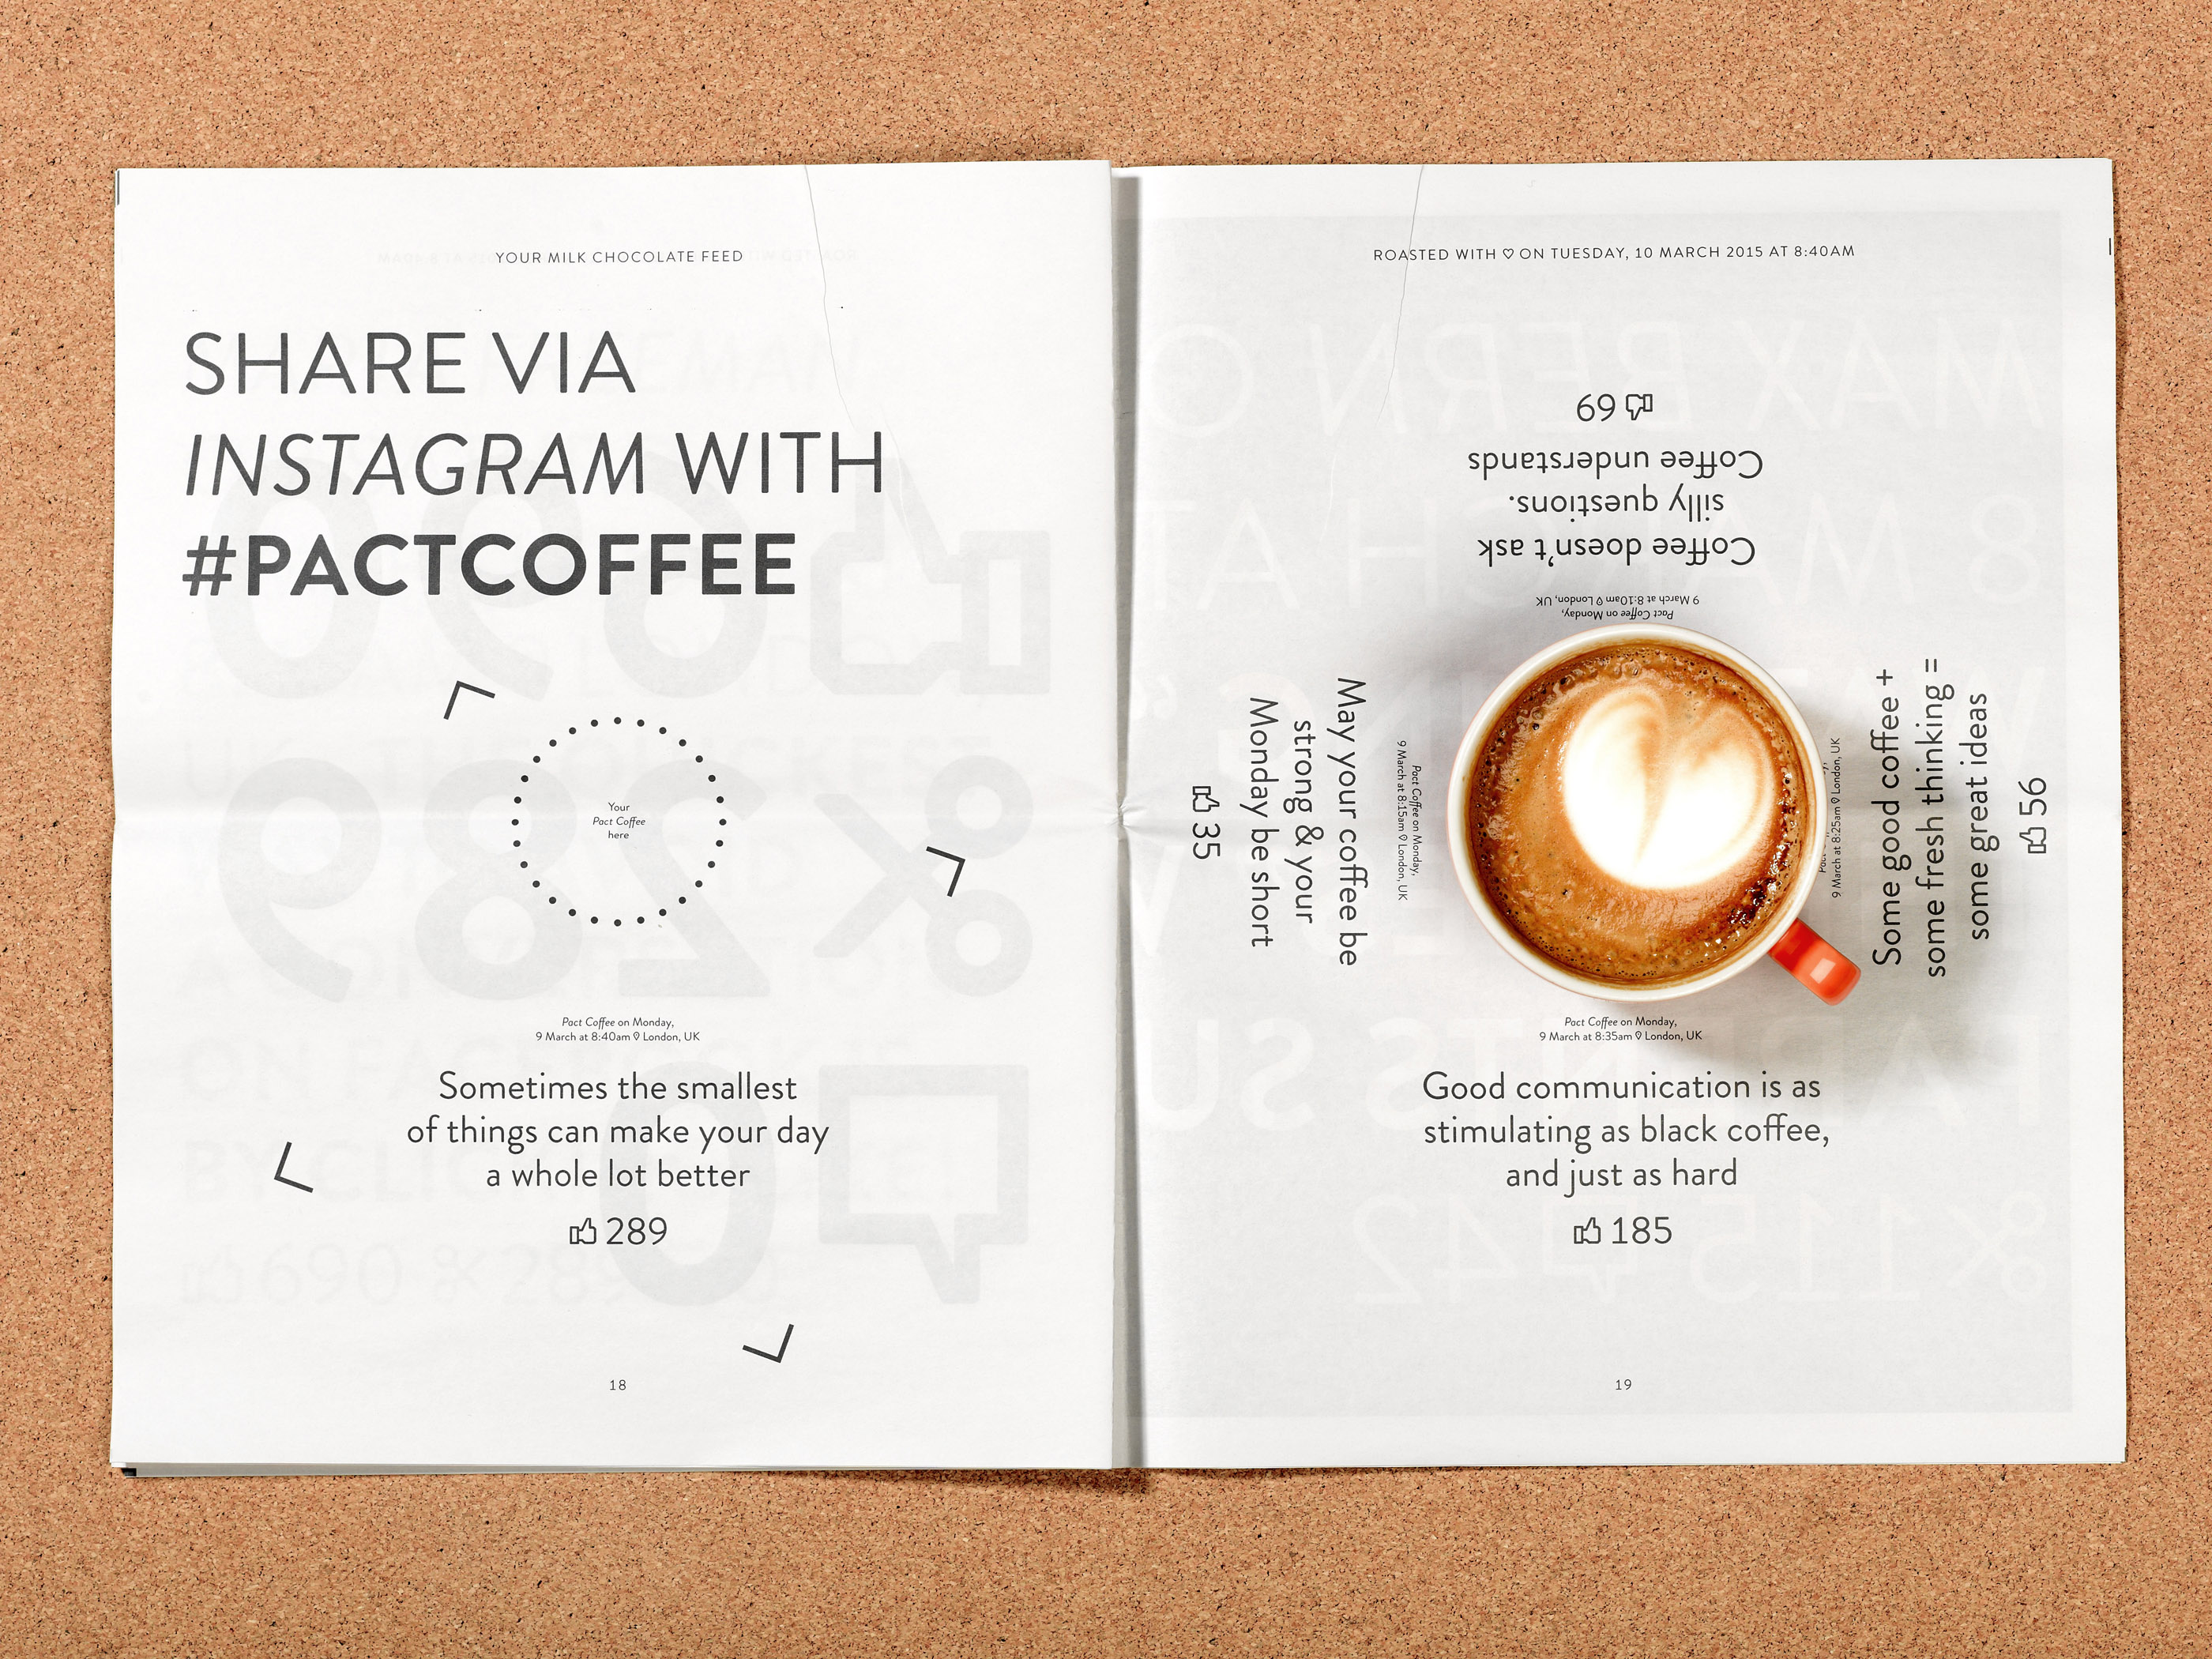 YOUR MILK CHOCOLATE FEED
SHARE VIA
INSTAGRAM WITH
#PACTCOFFEE
Your
Pact Coffee
here
Pact Coffee on Monday,
9 March at 8:40am London, UK
Sometimes the smallest
of things can make your day
a whole lot better
289
18
ROASTED WITH ♡ ON TUESDAY, 10 MARCH 2015 AT 8:40AM
Pact Coffee on Monday,
9 March at 8:10am London, UK
Coffee doesn't ask
silly questions.
Coffee understands
69
Pact Coffee on Monday,
9 March at 8:15am London, UK
May your coffee be
strong & your
Monday be short
35
9 March at 8:25am London, UK
Some good coffee +
some fresh thinking =
some great ideas
56
Pact Coffee on Monday,
9 March at 8:35am London, UK
Good communication is as
stimulating as black coffee,
and just as hard
185
19